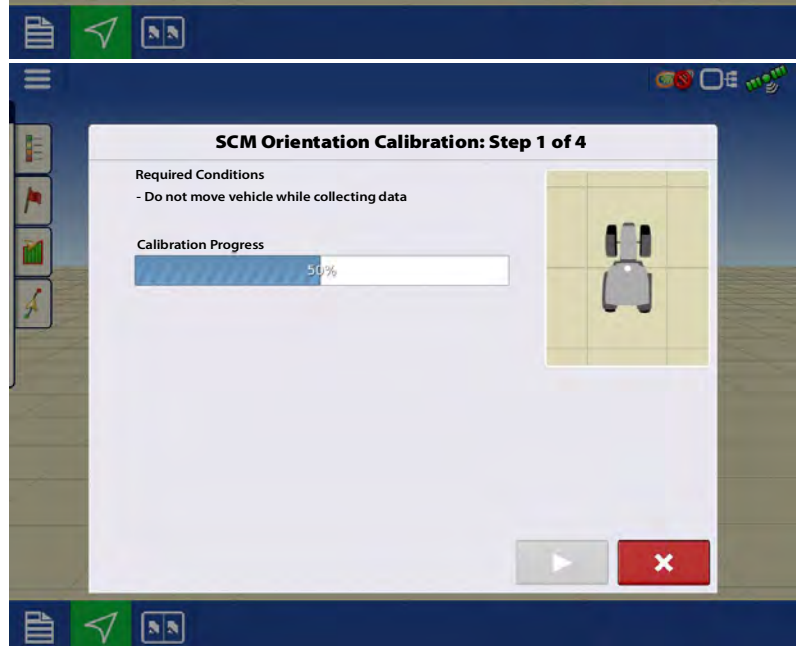 SCM Orientation Calibration: Step 1 of 4
Required Conditions
- Do not move vehicle while collecting data
Calibration Progress
50%